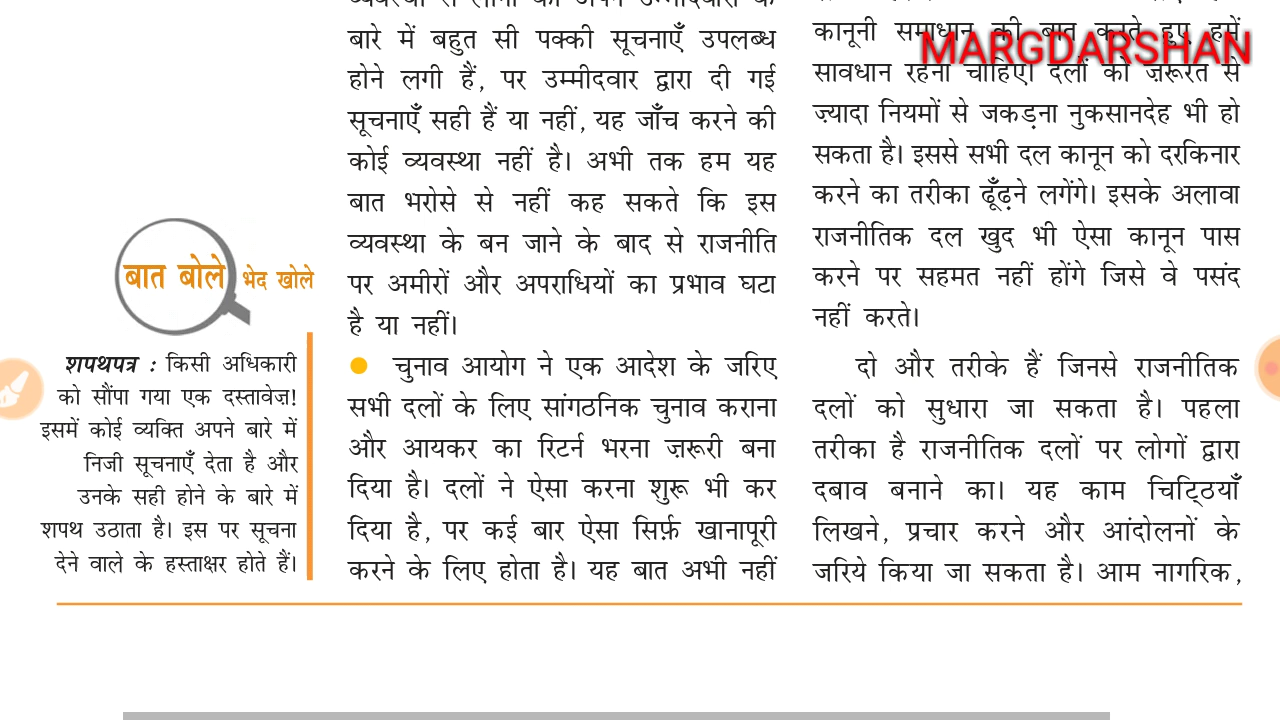 बात बोले भेद खोले
शपथपत्र : किसी अधिकारी
को सौंपा गया एक दस्तावेज़!
इसमें कोई व्यक्ति अपने बारे में
निजी सूचनाएँ देता है और
उनके सही होने के बारे में
शपथ उठाता है। इस पर सूचना
देने वाले के हस्ताक्षर होते हैं।
बारे में बहुत सी पक्की सूचनाएँ उपलब्ध
होने लगी हैं, पर उम्मीदवार द्वारा दी गई
सूचनाएँ सही हैं या नहीं, यह जाँच करने की
कोई व्यवस्था नहीं है। अभी तक हम यह
बात भरोसे से नहीं कह सकते कि इस
व्यवस्था के बन जाने के बाद से राजनीति
पर अमीरों और अपराधियों का प्रभाव घटा
है या नहीं।
● चुनाव आयोग ने एक आदेश के जरिए
सभी दलों के लिए सांगठनिक चुनाव कराना
और आयकर का रिटर्न भरना ज़रूरी बना
दिया है। दलों ने ऐसा करना शुरू भी कर
दिया है, पर कई बार ऐसा सिर्फ़ खानापूरी
करने के लिए होता है। यह बात अभी नहीं
कानूनी समाधान की बात करते हुए हमें
MARGDARSHAN
सावधान रहना चाहिए। दलों को ज़रूरत से
ज़्यादा नियमों से जकड़ना नुकसानदेह भी हो
सकता है। इससे सभी दल कानून को दरकिनार
करने का तरीका ढूँढ़ने लगेंगे। इसके अलावा
राजनीतिक दल खुद भी ऐसा कानून पास
करने पर सहमत नहीं होंगे जिसे वे पसंद
नहीं करते।
दो और तरीके हैं जिनसे राजनीतिक
दलों को सुधारा जा सकता है। पहला
तरीका है राजनीतिक दलों पर लोगों द्वारा
दबाव बनाने का। यह काम चिट्ठियाँ
लिखने, प्रचार करने और आंदोलनों के
जरिये किया जा सकता है। आम नागरिक,